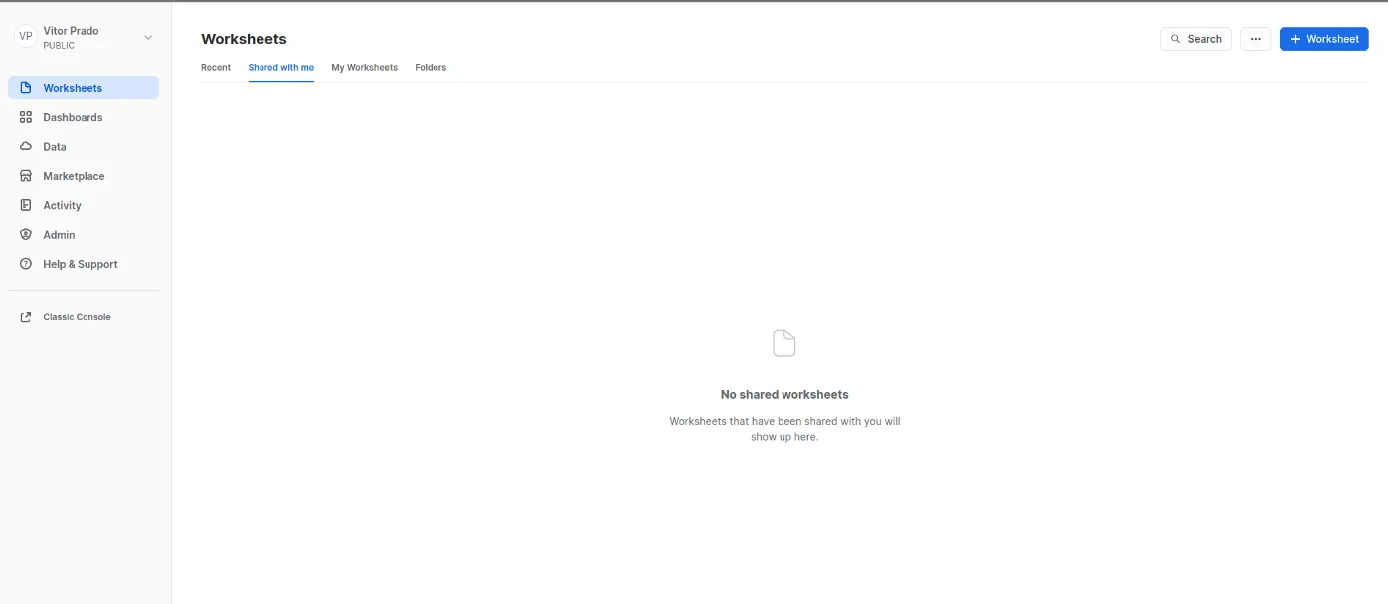 VP
Vitor Prado
PUBLIC
Worksheets
Dashboards
Data
Marketplace
Activity
Admin
Help & Support
Classic Console
Worksheets
Search
...
+ Worksheet
Recent
Shared with me
My Worksheets
Folders
No shared worksheets
Worksheets that have been shared with you will
show up here.